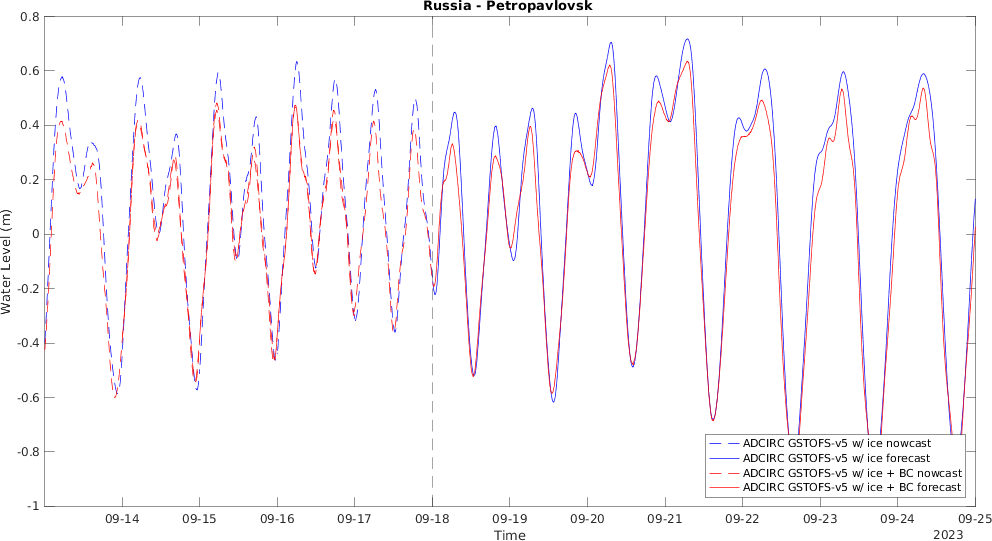 Russia - Petropavlovsk
Water Level (m)
0.8
0.6
0.4
0.2
0
-0.2
-0.4
-0.6
-0.8
-1
ADCIRC GSTOFS-v5 w/ ice nowcast
ADCIRC GSTOFS-v5 w/ ice forecast
ADCIRC GSTOFS-v5 w/ ice + BC nowcast
ADCIRC GSTOFS-v5 w/ ice + BC forecast
09-14 09-15 09-16 09-17 09-18 09-19 09-20 09-21 09-22 09-23 09-24 09-25
Time
2023